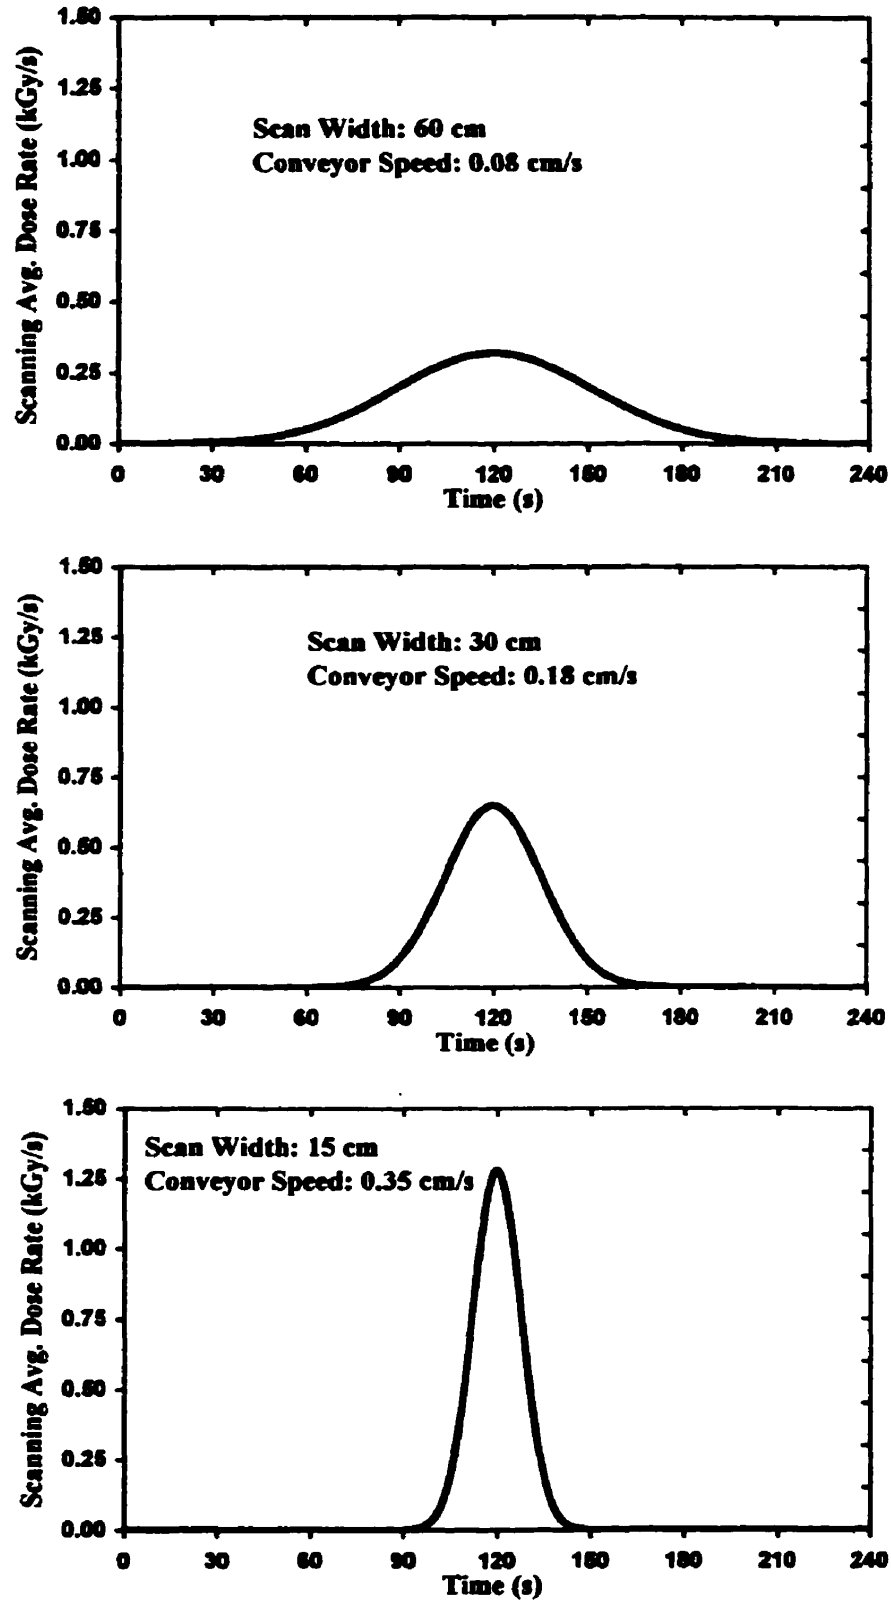 1.50
1.25
1.00
0.75
0.50
0.25
0.00
Scanning Avg. Dose Rate (kGy/s)
Scan Width: 60 cm
Conveyor Speed: 0.08 cm/s
0 30 60 90 120 150 180 210 240
Time (s)
1.50
1.25
1.00
0.75
0.50
0.25
0.00
Scanning Avg. Dose Rate (kGy/s)
Scan Width: 30 cm
Conveyor Speed: 0.18 cm/s
0 30 60 90 120 150 180 210 240
Time (s)
1.50
1.25
1.00
0.75
0.50
0.25
0.00
Scanning Avg. Dose Rate (kGy/s)
Scan Width: 15 cm
Conveyor Speed: 0.35 cm/s
0 30 60 90 120 150 180 210 240
Time (s)